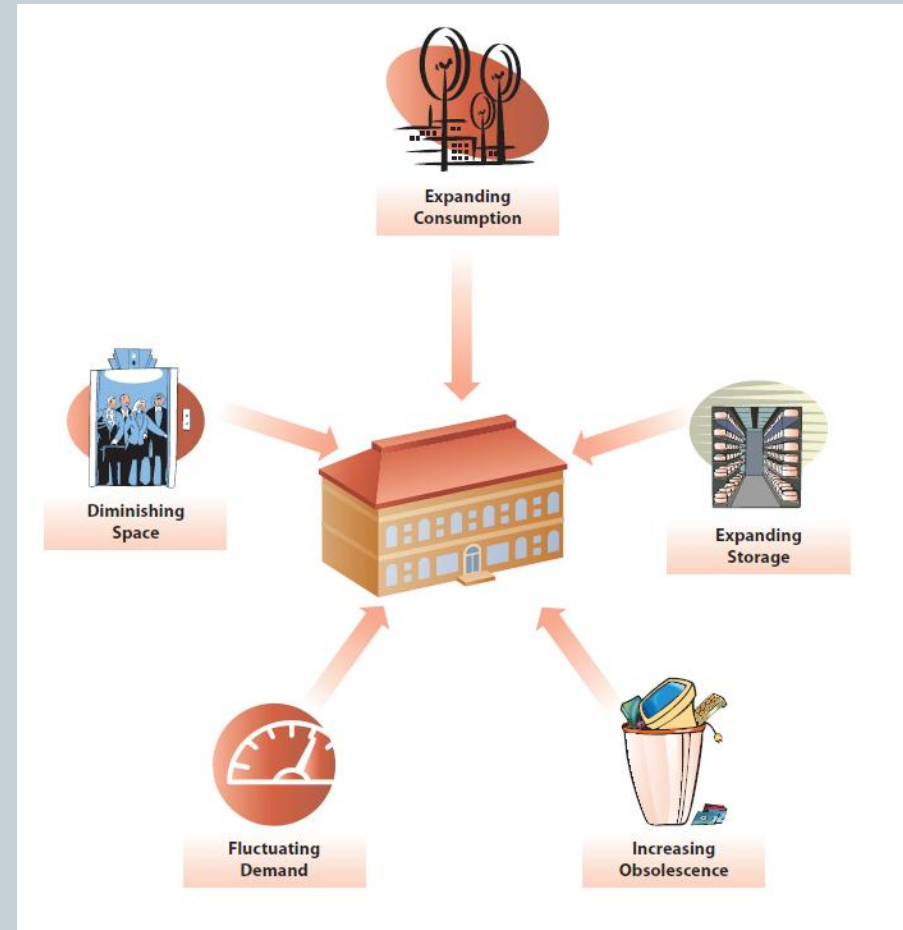 Expanding
Consumption
Diminishing
Space
Expanding
Storage
Fluctuating
Demand
Increasing
Obsolescence